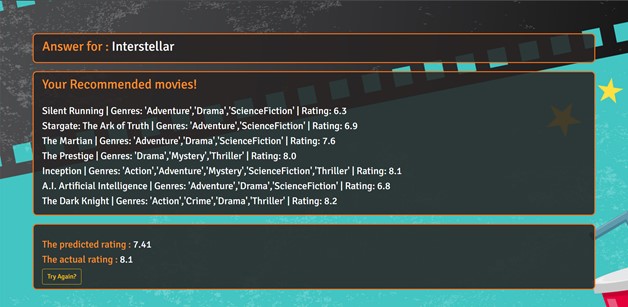 Answer for : Interstellar
Your Recommended movies!
Silent Running | Genres: 'Adventure','Drama','ScienceFiction' | Rating: 6.3
Stargate: The Ark of Truth | Genres: 'Adventure','ScienceFiction' | Rating: 6.9
The Martian | Genres: 'Adventure','Drama','ScienceFiction' | Rating: 7.6
The Prestige | Genres: 'Drama','Mystery','Thriller' | Rating: 8.0
Inception | Genres: 'Action','Adventure','Mystery','ScienceFiction','Thriller' | Rating: 8.1
A.I. Artificial Intelligence | Genres: 'Adventure','Drama','ScienceFiction' | Rating: 6.8
The Dark Knight | Genres: 'Action','Crime','Drama','Thriller' | Rating: 8.2
The predicted rating : 7.41
The actual rating : 8.1
Try Again?